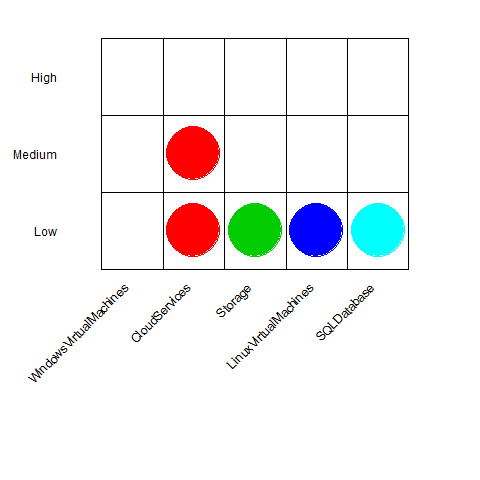 High
Medium
Low
WindowsVirtualMachines
CloudServices
Storage
LinuxVirtualMachines
SQLDatabase